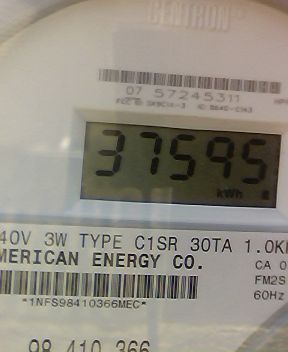 CENTRON
07 57245311
37595
kWh
40V 3W TYPE C1SR 30TA 1.0K
MERICAN ENERGY CO.
CA 0
FM2S
60Hz
*1NFS98410366MEC*
98 410 366